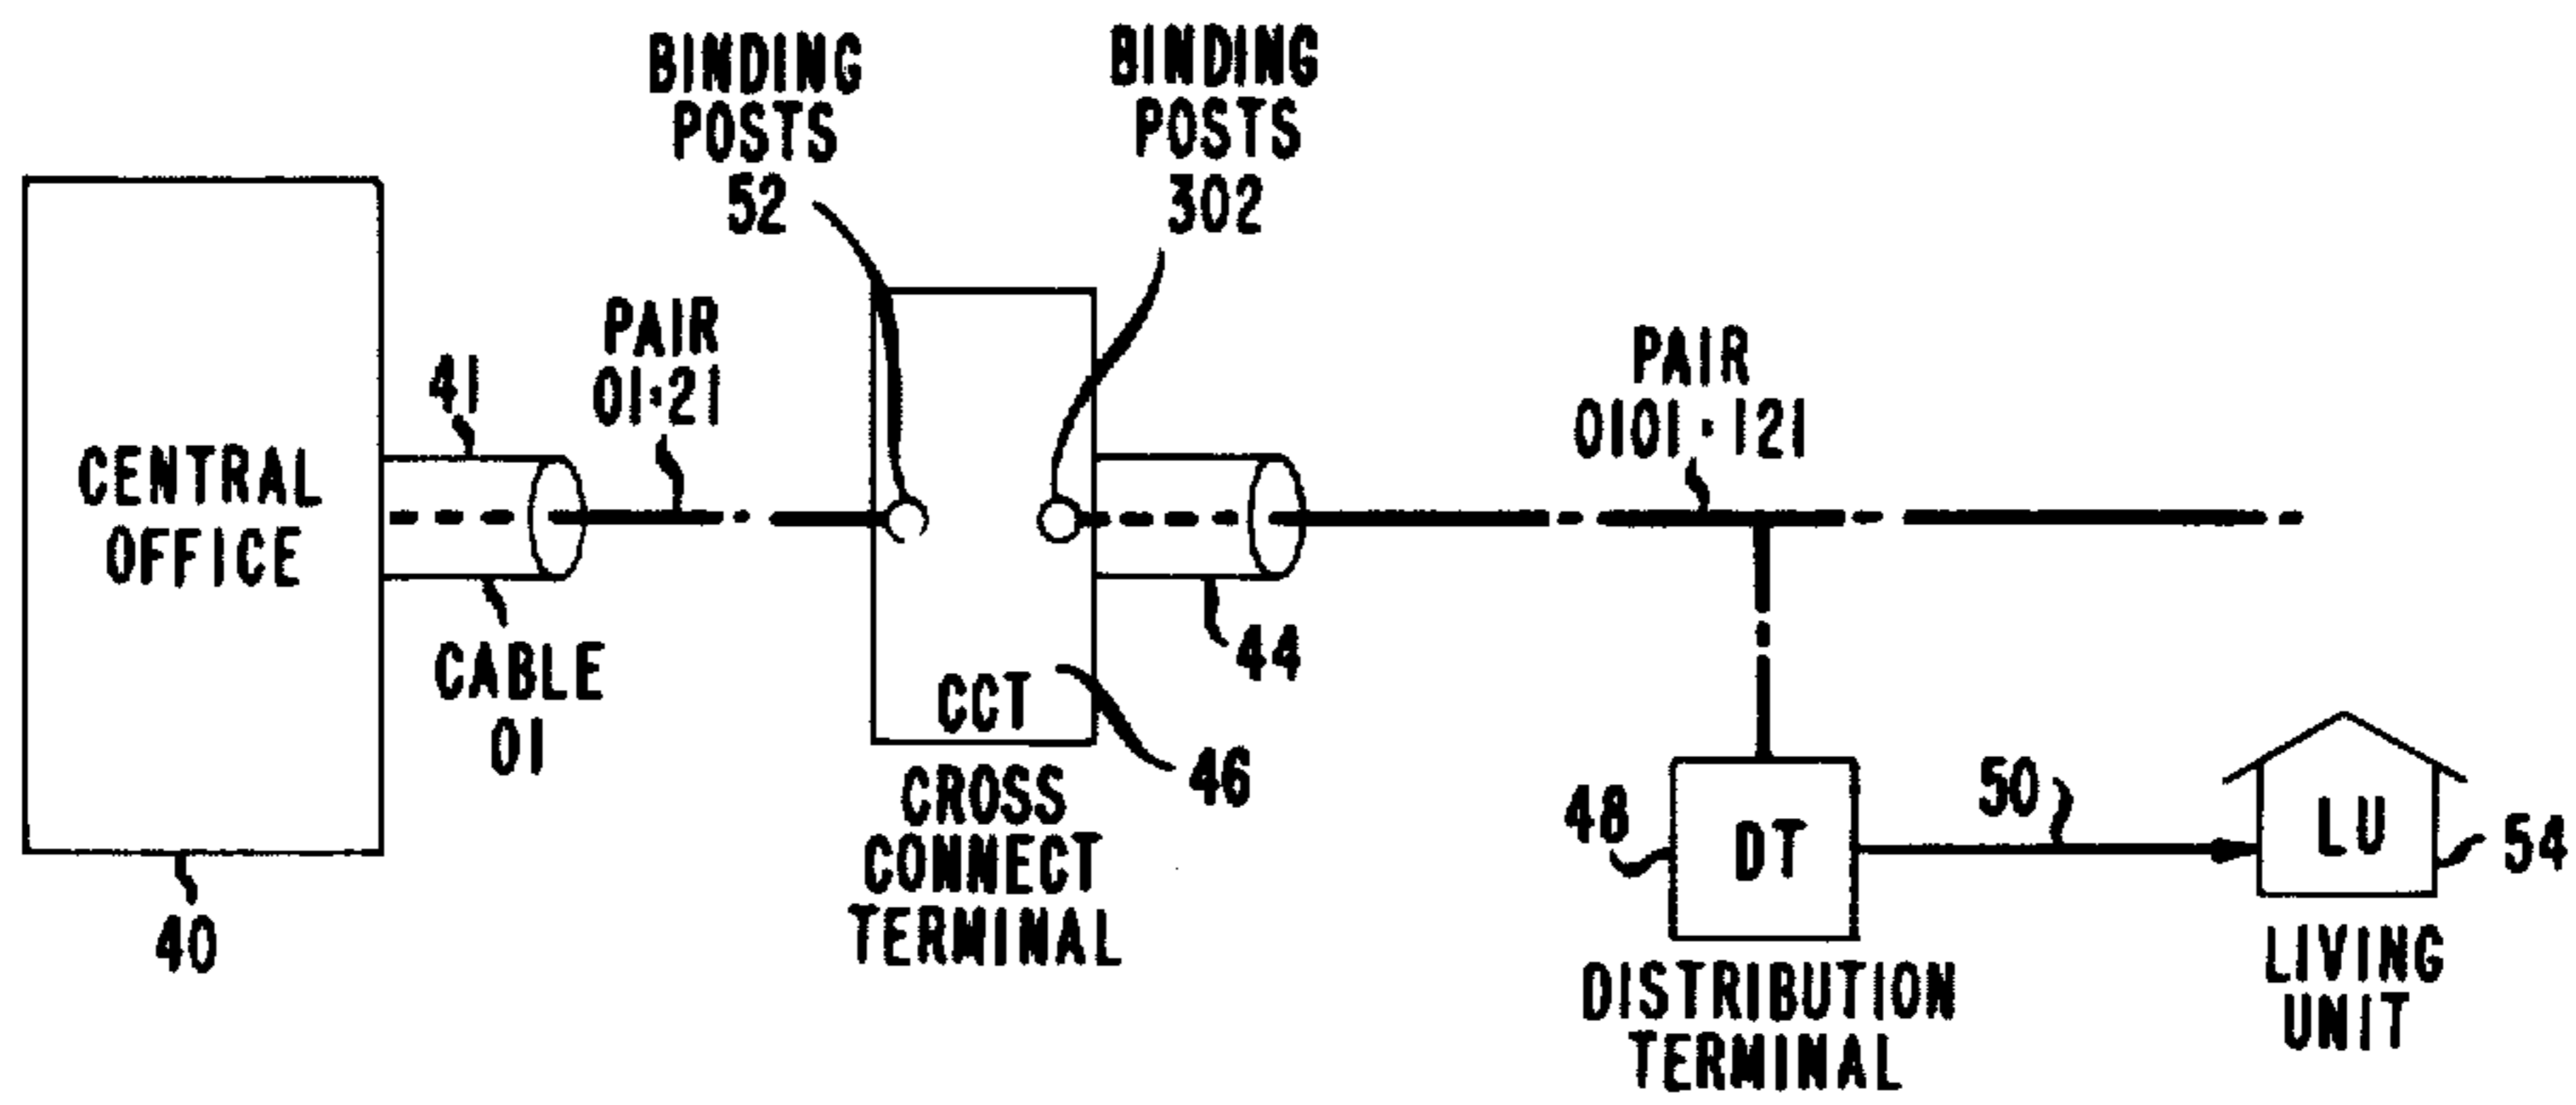 BINDING
POSTS
52
BINDING
POSTS
302
PAIR
01:21
41
CENTRAL
OFFICE
CABLE
01
40
PAIR
0101:121
44
CCT
46
CROSS
CONNECT
TERMINAL
48
DT
50
LU
54
DISTRIBUTION
TERMINAL
LIVING
UNIT